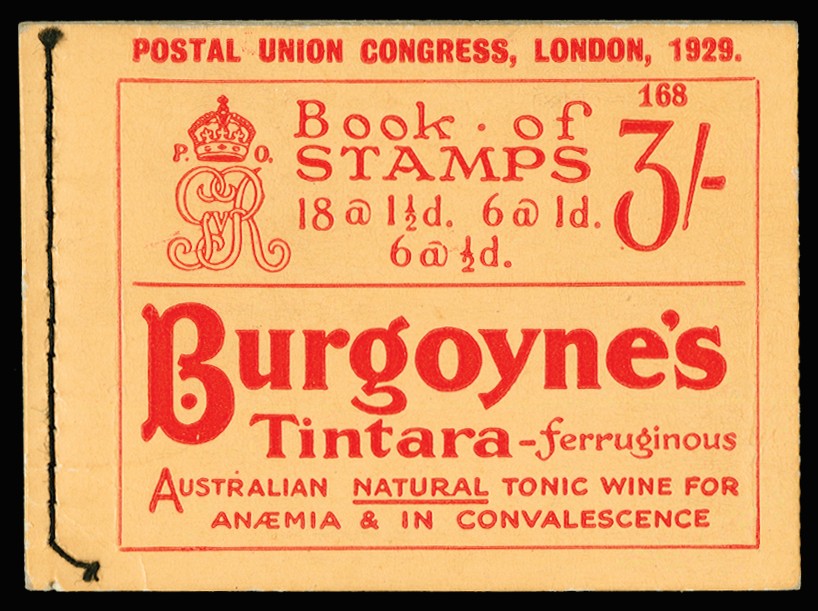 POSTAL UNION CONGRESS, LONDON, 1929.
168
Book · of
STAMPS
3/-
P. O.
GvR
18 @ 1½d. 6 @ 1d.
6 @ ½d.
Burgoyne's
Tintara-ferruginous
AUSTRALIAN NATURAL TONIC WINE FOR
ANÆMIA & IN CONVALESCENCE